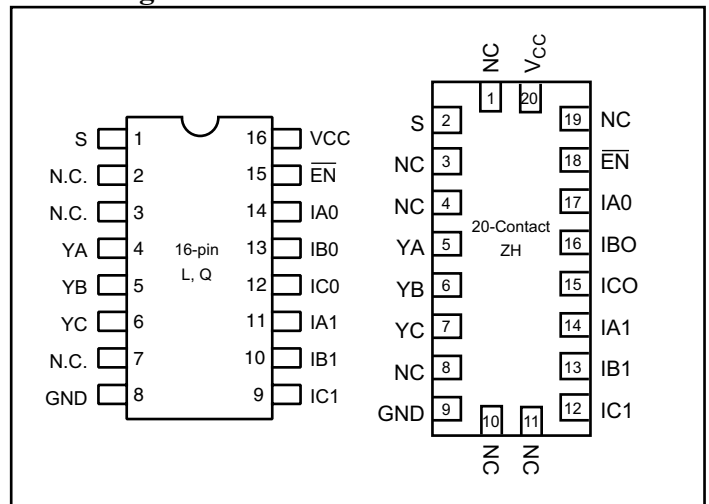 S 1 16 VCC
N.C. 2 15 EN
N.C. 3 14 IA0
YA 4 13 IB0
YB 5 12 IC0
YC 6 11 IA1
N.C. 7 10 IB1
GND 8 9 IC1
16-pin
L, Q
NC VCC
1 20
S 2 19 NC
NC 3 18 EN
NC 4 17 IA0
YA 5 16 IBO
YB 6 15 ICO
YC 7 14 IA1
NC 8 13 IB1
GND 9 12 IC1
10 11
NC NC
20-Contact
ZH